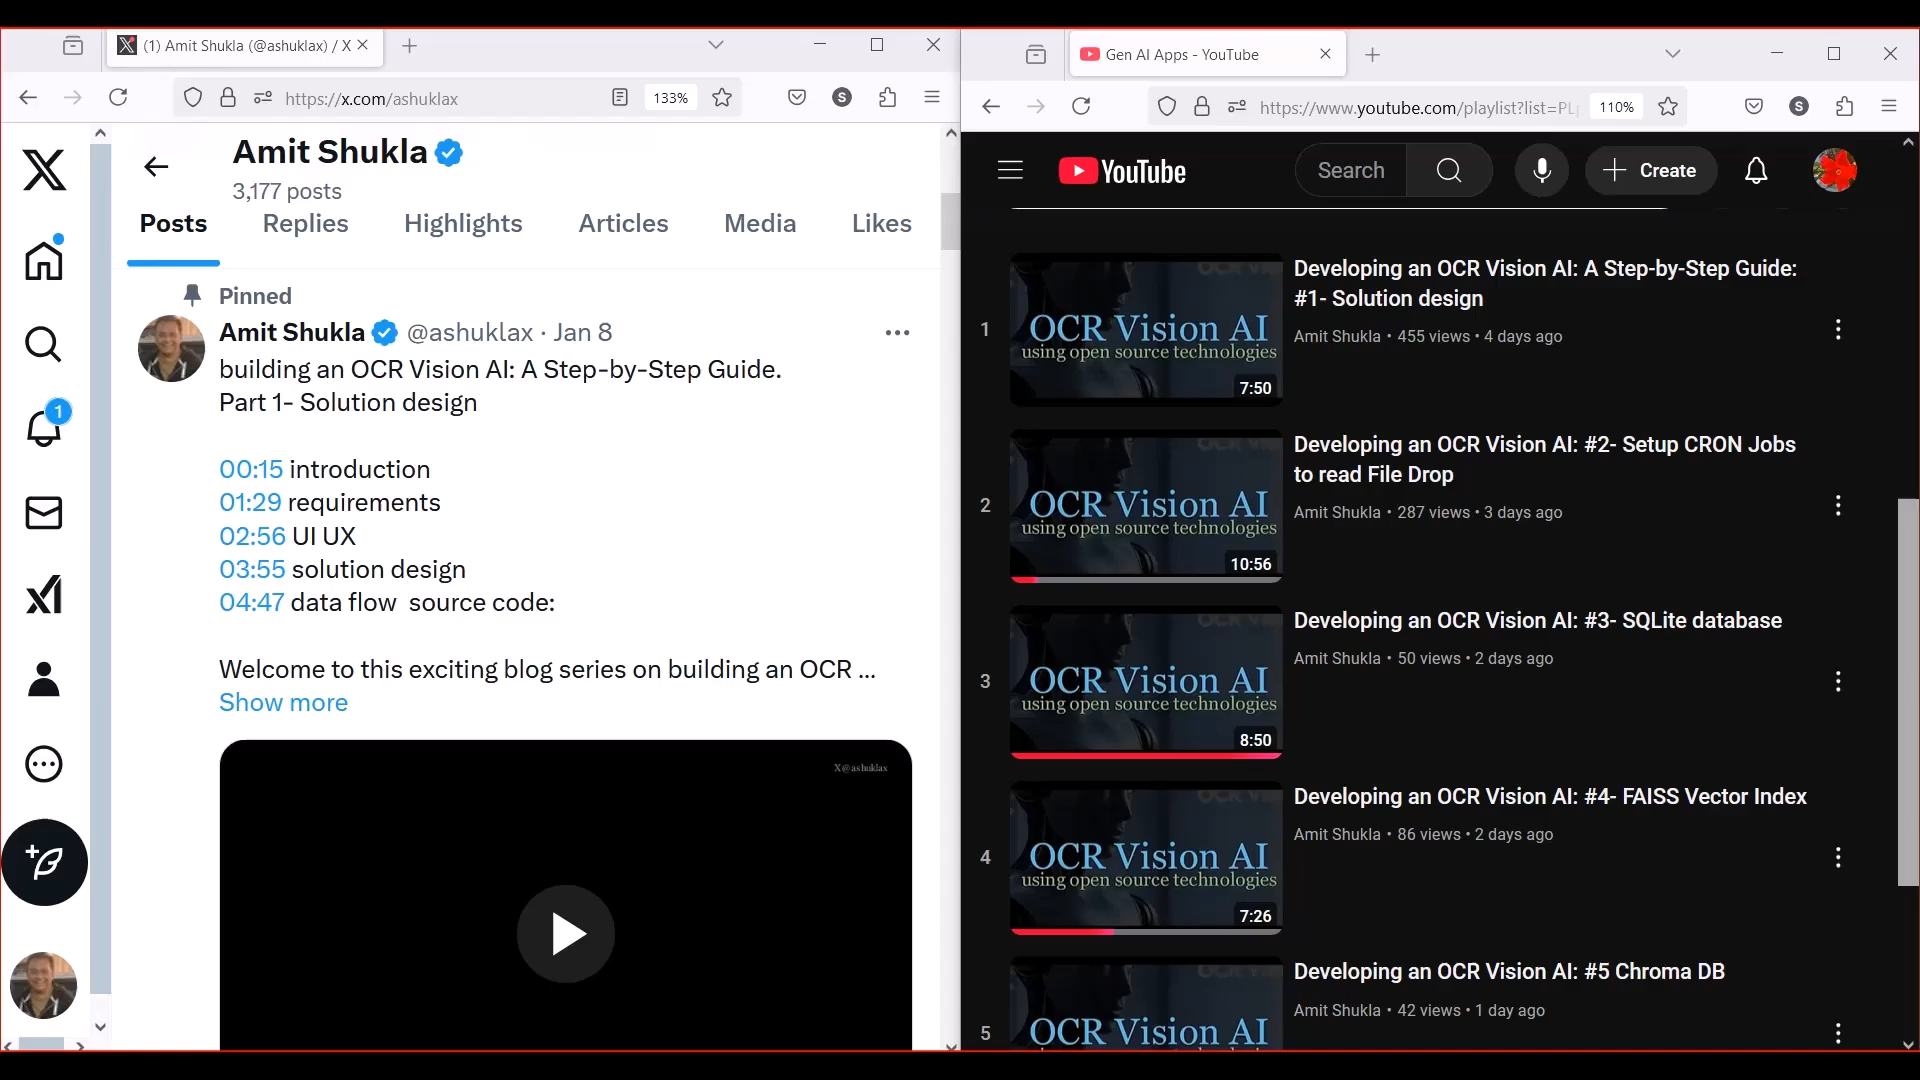 (1) Amit Shukla (@ashuklax) / X
https://x.com/ashuklax
133%
Amit Shukla
3,177 posts
Posts Replies Highlights Articles Media Likes
Pinned
Amit Shukla @ashuklax · Jan 8
building an OCR Vision AI: A Step-by-Step Guide.
Part 1- Solution design
00:15 introduction
01:29 requirements
02:56 UI UX
03:55 solution design
04:47 data flow  source code:
Welcome to this exciting blog series on building an OCR ...
Show more
X@ashuklax
1
Gen AI Apps - YouTube
https://www.youtube.com/playlist?list=PL
110%
YouTube
Search
Create
1
OCR Vision AI
using open source technologies
7:50
Developing an OCR Vision AI: A Step-by-Step Guide:
#1- Solution design
Amit Shukla • 455 views • 4 days ago
2
OCR Vision AI
using open source technologies
10:56
Developing an OCR Vision AI: #2- Setup CRON Jobs
to read File Drop
Amit Shukla • 287 views • 3 days ago
3
OCR Vision AI
using open source technologies
8:50
Developing an OCR Vision AI: #3- SQLite database
Amit Shukla • 50 views • 2 days ago
4
OCR Vision AI
using open source technologies
7:26
Developing an OCR Vision AI: #4- FAISS Vector Index
Amit Shukla • 86 views • 2 days ago
5
OCR Vision AI
Developing an OCR Vision AI: #5 Chroma DB
Amit Shukla • 42 views • 1 day ago